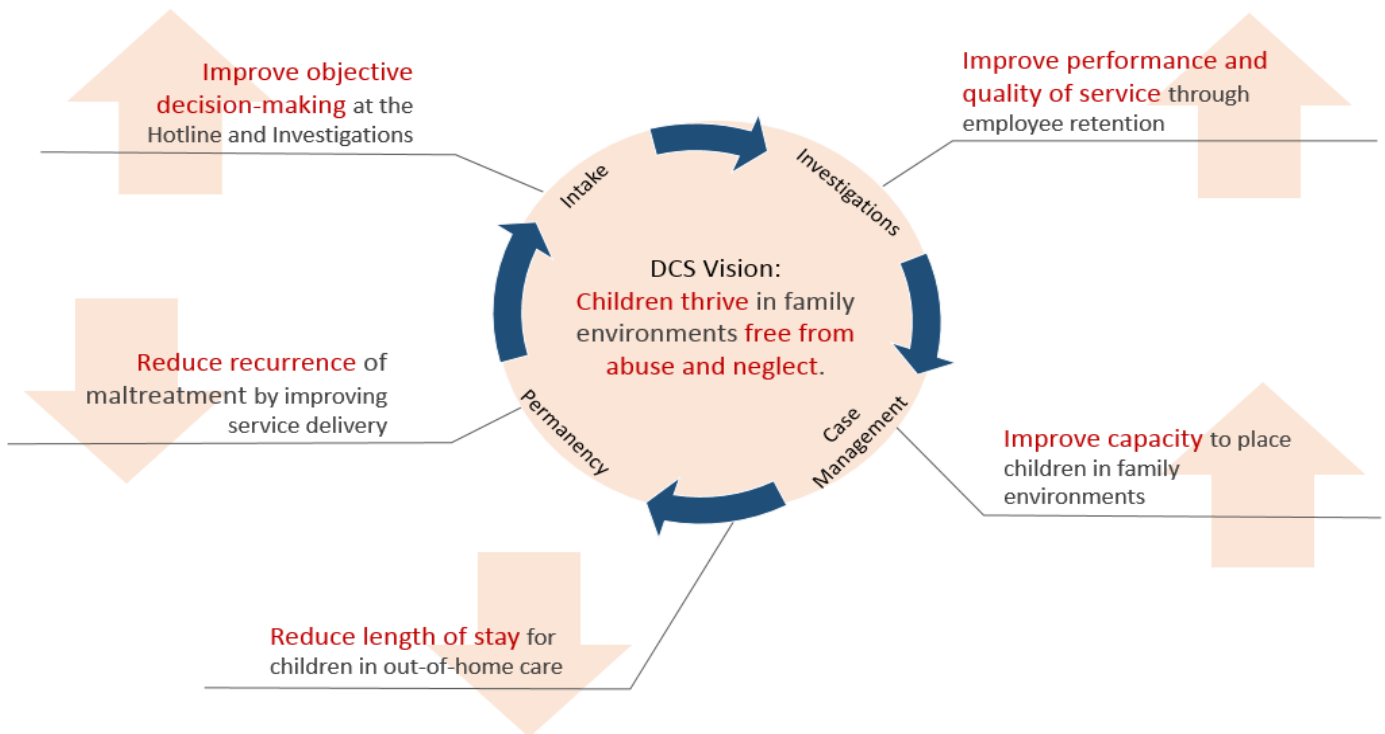 Improve objective
decision-making at the
Hotline and Investigations
Improve performance and
quality of service through
employee retention
Intake
Investigations
DCS Vision:
Children thrive in family
environments free from
abuse and neglect.
Reduce recurrence of
maltreatment by improving
service delivery
Permanency
Case
Management
Improve capacity to place
children in family
environments
Reduce length of stay for
children in out-of-home care